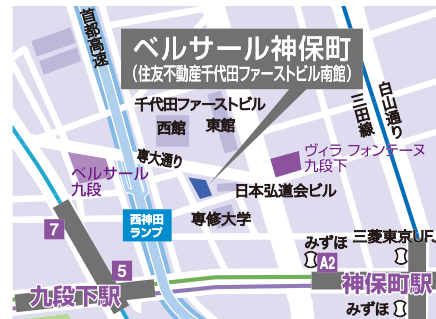 首都高速
ベルサール神保町
(住友不動産千代田ファーストビル南館)
千代田ファーストビル
西館
東館
専大通り
白山通り
三田線
ベルサール
九段
ヴィラ フォンテーヌ
九段下
日本弘道会ビル
専修大学
西神田
ランプ
7
5
九段下駅
みずほ
A2
三菱東京UFJ
神保町駅
みずほ